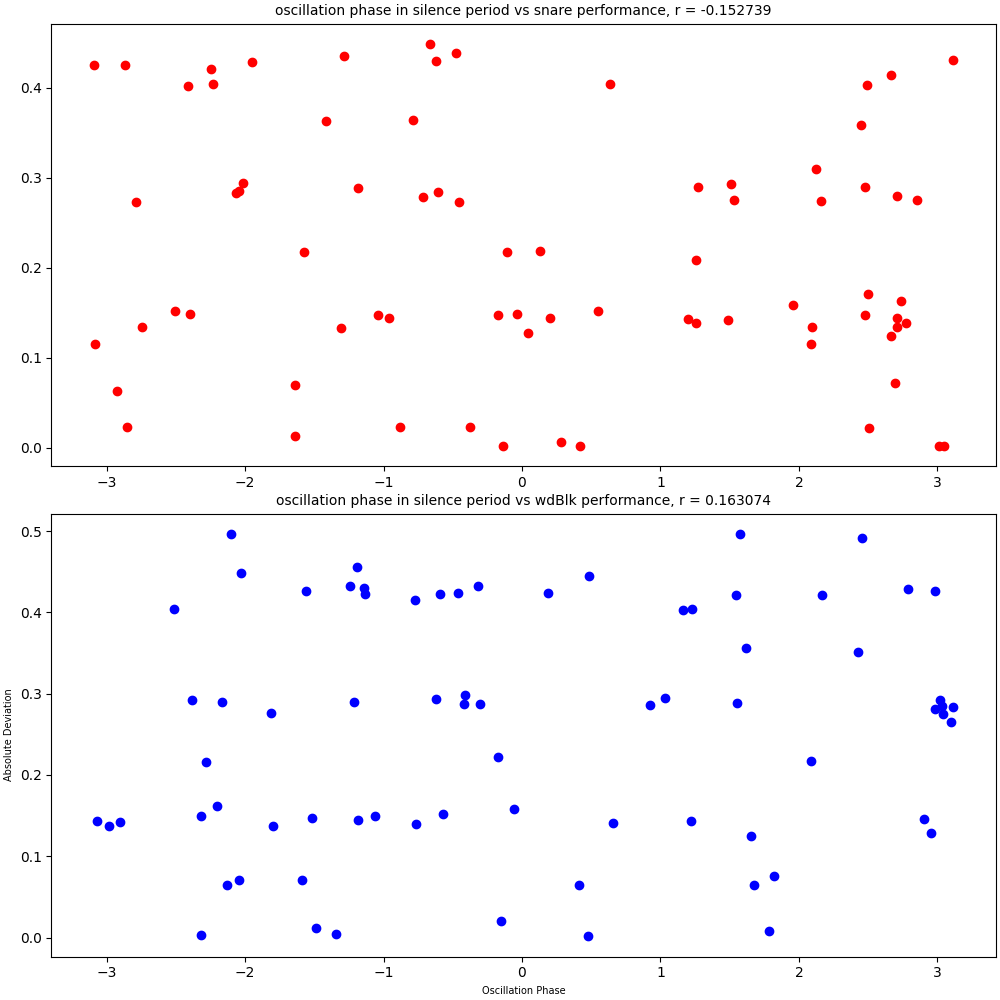 oscillation phase in silence period vs snare performance, r = -0.152739
0.4
0.3
0.2
0.1
0.0
−3 −2 −1 0 1 2 3
oscillation phase in silence period vs wdBlk performance, r = 0.163074
Absolute Deviation
0.5
0.4
0.3
0.2
0.1
0.0
−3 −2 −1 0 1 2 3
Oscillation Phase